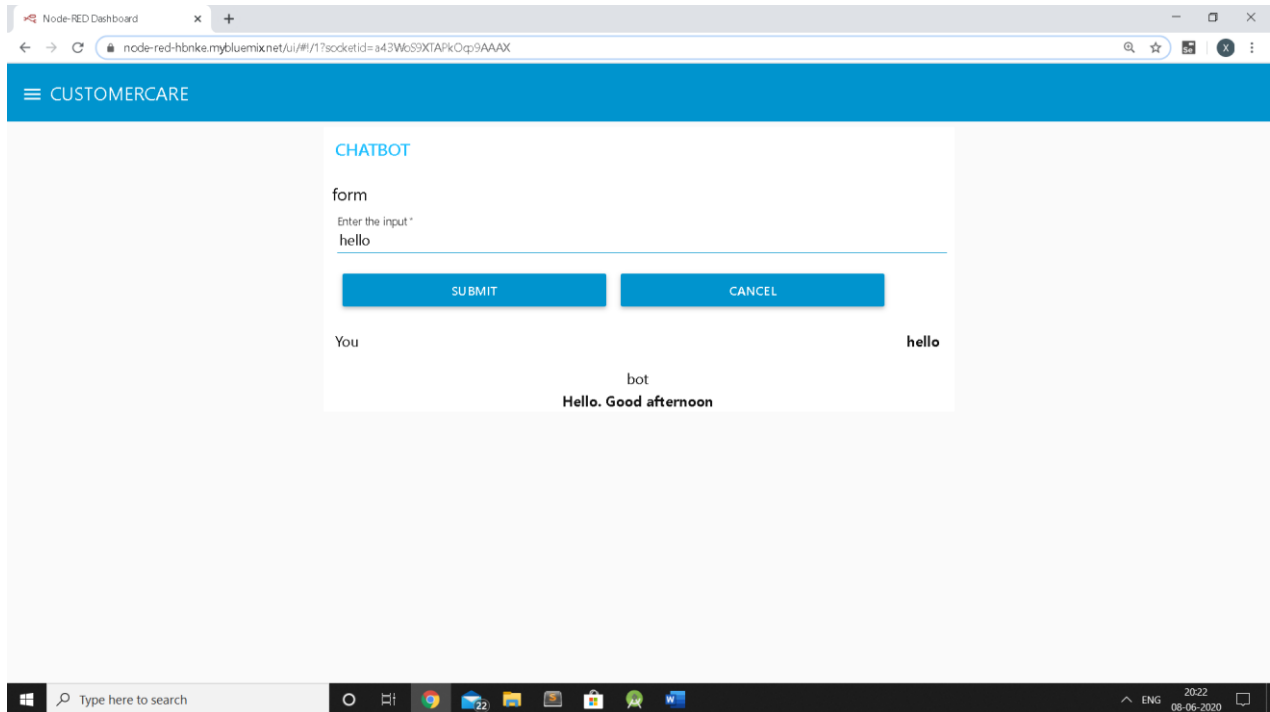 Node-RED Dashboard
node-red-hbnke.mybluemix.net/ui/#!/1?socketid=a43WoS9XTAPkOcp9AAAX
Se
X
CUSTOMERCARE
CHATBOT
form
Enter the input *
hello
SUBMIT CANCEL
You hello
bot
Hello. Good afternoon
Type here to search
22
S
W
ENG
20:22
08-06-2020